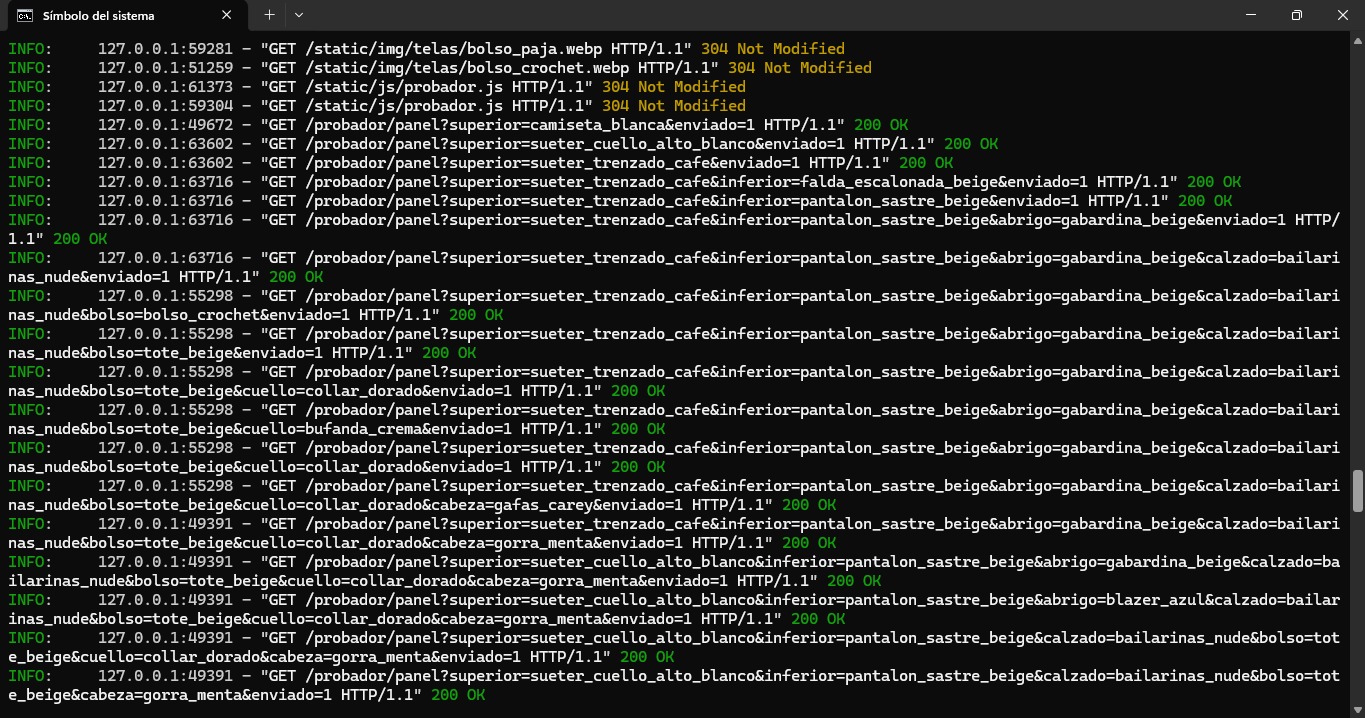 Símbolo del sistema
INFO:     127.0.0.1:59281 - "GET /static/img/telas/bolso_paja.webp HTTP/1.1" 304 Not Modified
INFO:     127.0.0.1:51259 - "GET /static/img/telas/bolso_crochet.webp HTTP/1.1" 304 Not Modified
INFO:     127.0.0.1:61373 - "GET /static/js/probador.js HTTP/1.1" 304 Not Modified
INFO:     127.0.0.1:59304 - "GET /static/js/probador.js HTTP/1.1" 304 Not Modified
INFO:     127.0.0.1:49672 - "GET /probador/panel?superior=camiseta_blanca&enviado=1 HTTP/1.1" 200 OK
INFO:     127.0.0.1:63602 - "GET /probador/panel?superior=sueter_cuello_alto_blanco&enviado=1 HTTP/1.1" 200 OK
INFO:     127.0.0.1:63602 - "GET /probador/panel?superior=sueter_trenzado_cafe&enviado=1 HTTP/1.1" 200 OK
INFO:     127.0.0.1:63716 - "GET /probador/panel?superior=sueter_trenzado_cafe&inferior=falda_escalonada_beige&enviado=1 HTTP/1.1" 200 OK
INFO:     127.0.0.1:63716 - "GET /probador/panel?superior=sueter_trenzado_cafe&inferior=pantalon_sastre_beige&enviado=1 HTTP/1.1" 200 OK
INFO:     127.0.0.1:63716 - "GET /probador/panel?superior=sueter_trenzado_cafe&inferior=pantalon_sastre_beige&abrigo=gabardina_beige&enviado=1 HTTP/
1.1" 200 OK
INFO:     127.0.0.1:63716 - "GET /probador/panel?superior=sueter_trenzado_cafe&inferior=pantalon_sastre_beige&abrigo=gabardina_beige&calzado=bailari
nas_nude&enviado=1 HTTP/1.1" 200 OK
INFO:     127.0.0.1:55298 - "GET /probador/panel?superior=sueter_trenzado_cafe&inferior=pantalon_sastre_beige&abrigo=gabardina_beige&calzado=bailari
nas_nude&bolso=bolso_crochet&enviado=1 HTTP/1.1" 200 OK
INFO:     127.0.0.1:55298 - "GET /probador/panel?superior=sueter_trenzado_cafe&inferior=pantalon_sastre_beige&abrigo=gabardina_beige&calzado=bailari
nas_nude&bolso=tote_beige&enviado=1 HTTP/1.1" 200 OK
INFO:     127.0.0.1:55298 - "GET /probador/panel?superior=sueter_trenzado_cafe&inferior=pantalon_sastre_beige&abrigo=gabardina_beige&calzado=bailari
nas_nude&bolso=tote_beige&cuello=collar_dorado&enviado=1 HTTP/1.1" 200 OK
INFO:     127.0.0.1:55298 - "GET /probador/panel?superior=sueter_trenzado_cafe&inferior=pantalon_sastre_beige&abrigo=gabardina_beige&calzado=bailari
nas_nude&bolso=tote_beige&cuello=bufanda_crema&enviado=1 HTTP/1.1" 200 OK
INFO:     127.0.0.1:55298 - "GET /probador/panel?superior=sueter_trenzado_cafe&inferior=pantalon_sastre_beige&abrigo=gabardina_beige&calzado=bailari
nas_nude&bolso=tote_beige&cuello=collar_dorado&enviado=1 HTTP/1.1" 200 OK
INFO:     127.0.0.1:55298 - "GET /probador/panel?superior=sueter_trenzado_cafe&inferior=pantalon_sastre_beige&abrigo=gabardina_beige&calzado=bailari
nas_nude&bolso=tote_beige&cuello=collar_dorado&cabeza=gafas_carey&enviado=1 HTTP/1.1" 200 OK
INFO:     127.0.0.1:49391 - "GET /probador/panel?superior=sueter_trenzado_cafe&inferior=pantalon_sastre_beige&abrigo=gabardina_beige&calzado=bailari
nas_nude&bolso=tote_beige&cuello=collar_dorado&cabeza=gorra_menta&enviado=1 HTTP/1.1" 200 OK
INFO:     127.0.0.1:49391 - "GET /probador/panel?superior=sueter_cuello_alto_blanco&inferior=pantalon_sastre_beige&abrigo=gabardina_beige&calzado=ba
ilarinas_nude&bolso=tote_beige&cuello=collar_dorado&cabeza=gorra_menta&enviado=1 HTTP/1.1" 200 OK
INFO:     127.0.0.1:49391 - "GET /probador/panel?superior=sueter_cuello_alto_blanco&inferior=pantalon_sastre_beige&abrigo=blazer_azul&calzado=bailar
inas_nude&bolso=tote_beige&cuello=collar_dorado&cabeza=gorra_menta&enviado=1 HTTP/1.1" 200 OK
INFO:     127.0.0.1:49391 - "GET /probador/panel?superior=sueter_cuello_alto_blanco&inferior=pantalon_sastre_beige&calzado=bailarinas_nude&bolso=tot
e_beige&cuello=collar_dorado&cabeza=gorra_menta&enviado=1 HTTP/1.1" 200 OK
INFO:     127.0.0.1:49391 - "GET /probador/panel?superior=sueter_cuello_alto_blanco&inferior=pantalon_sastre_beige&calzado=bailarinas_nude&bolso=tot
e_beige&cabeza=gorra_menta&enviado=1 HTTP/1.1" 200 OK